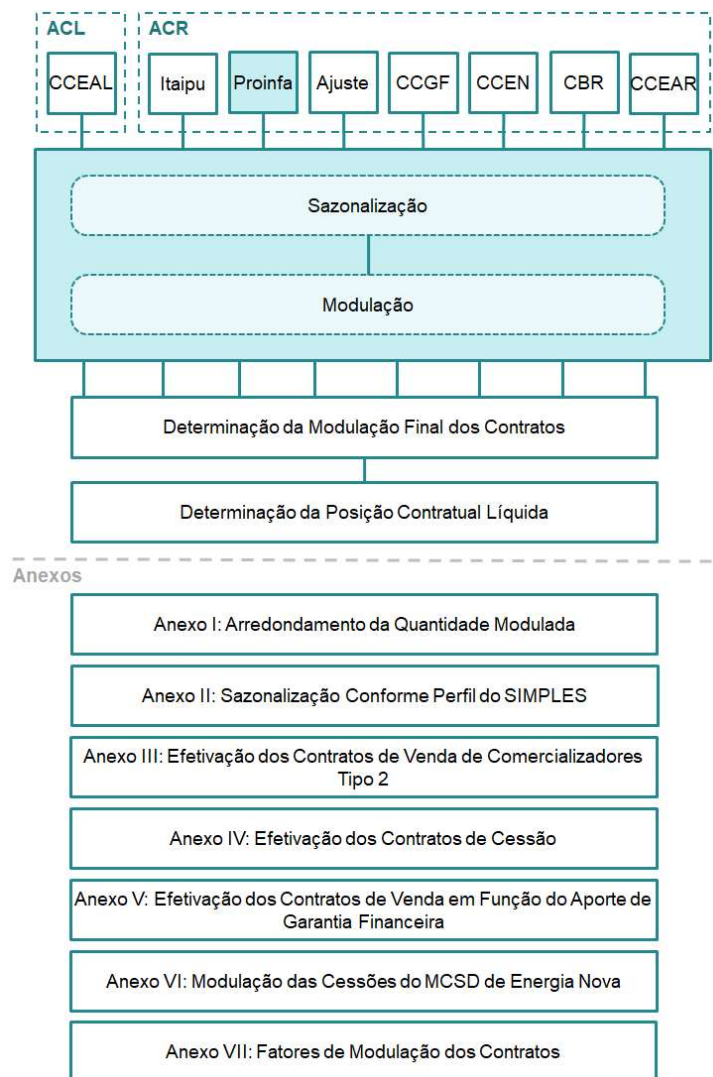 ACL
ACR
CCEAL
Itaipu
Proinfa
Ajuste
CCGF
CCEN
CBR
CCEAR
Sazonalização
Modulação
Determinação da Modulação Final dos Contratos
Determinação da Posição Contratual Líquida
Anexos
Anexo I: Arredondamento da Quantidade Modulada
Anexo II: Sazonalização Conforme Perfil do SIMPLES
Anexo III: Efetivação dos Contratos de Venda de Comercializadores
Tipo 2
Anexo IV: Efetivação dos Contratos de Cessão
Anexo V: Efetivação dos Contratos de Venda em Função do Aporte de
Garantia Financeira
Anexo VI: Modulação das Cessões do MCSD de Energia Nova
Anexo VII: Fatores de Modulação dos Contratos